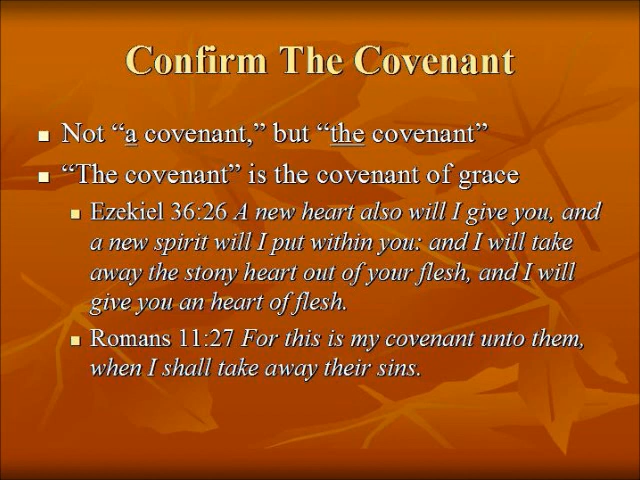 Confirm The Covenant
Not “a covenant,” but “the covenant”
“The covenant” is the covenant of grace
Ezekiel 36:26 A new heart also will I give you, and
a new spirit will I put within you: and I will take
away the stony heart out of your flesh, and I will
give you an heart of flesh.
Romans 11:27 For this is my covenant unto them,
when I shall take away their sins.